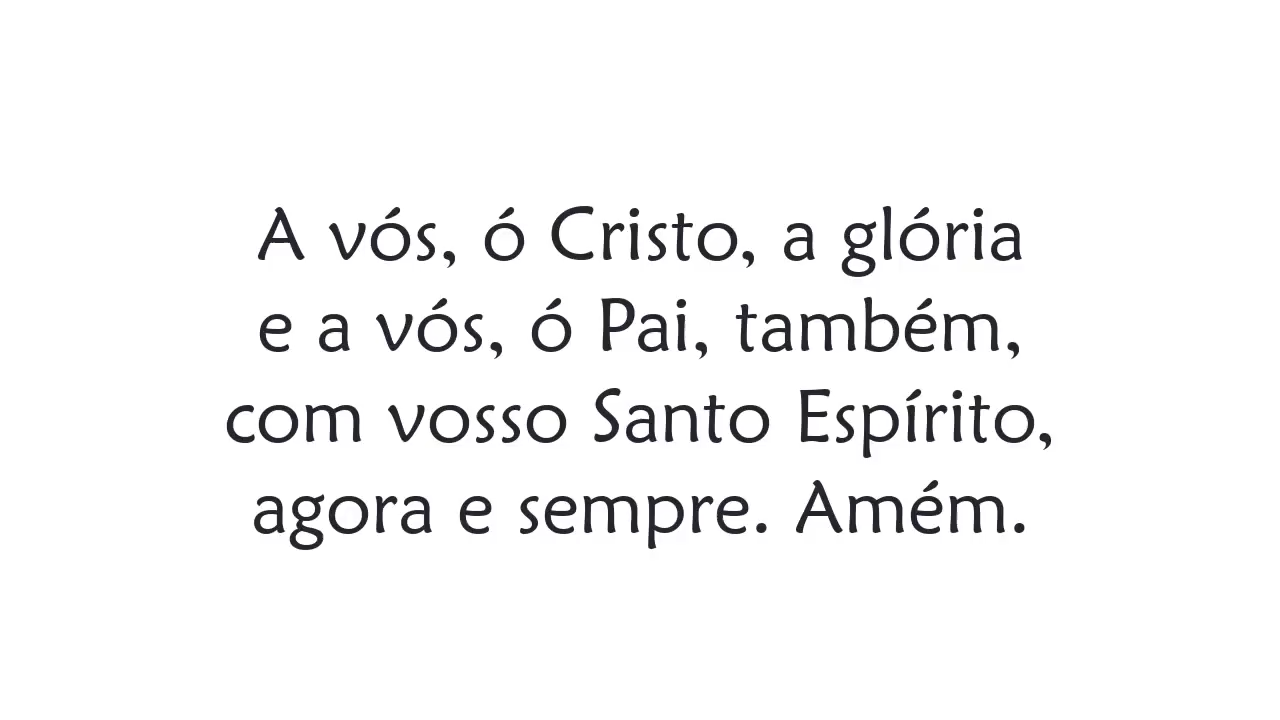 A vós, ó Cristo, a glória
e a vós, ó Pai, também,
com vosso Santo Espírito,
agora e sempre. Amém.